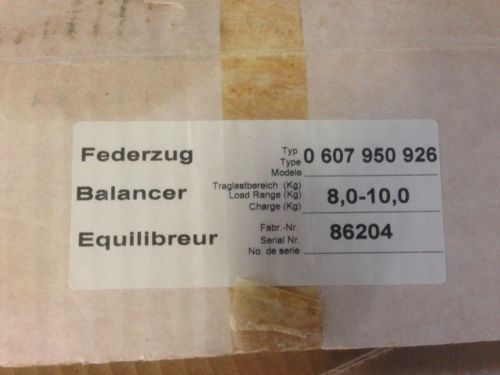 Federzug
Typ
Type
Modele
0 607 950 926
Balancer
Traglastbereich (Kg)
Load Range (Kg)
Charge (Kg)
8,0-10,0
Equilibreur
Fabr.-Nr.
Serial Nr.
No. de serie
86204